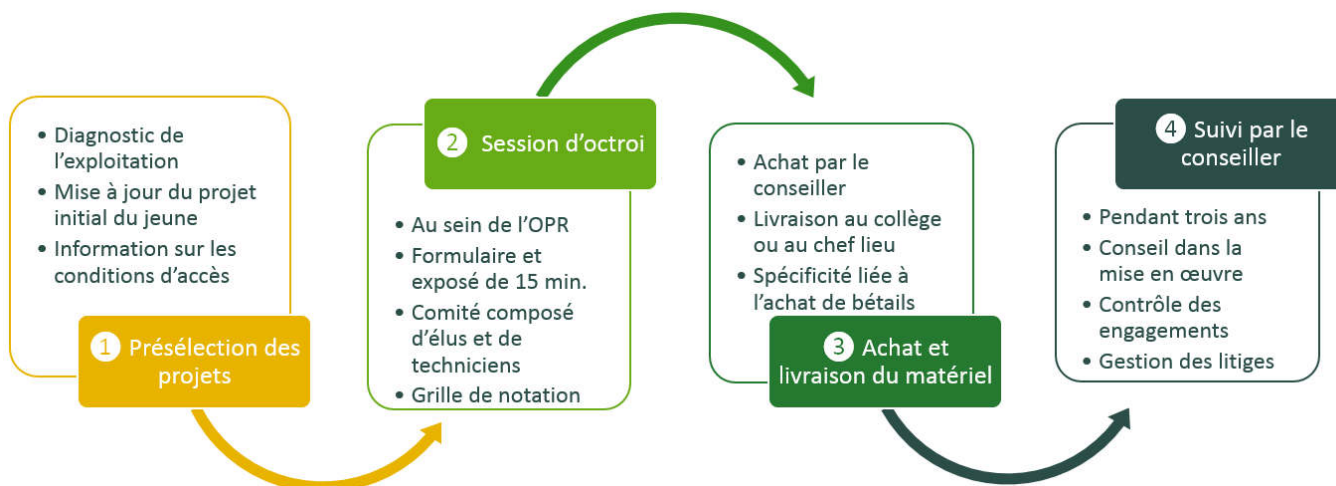 • Diagnostic de
l'exploitation
• Mise à jour du projet
initial du jeune
• Information sur les
conditions d'accès
1 Présélection des
projets
2 Session d'octroi
• Au sein de l'OPR
• Formulaire et
exposé de 15 min.
• Comité composé
d'élus et de
techniciens
• Grille de notation
• Achat par le
conseiller
• Livraison au collège
ou au chef lieu
• Spécificité liée à
l'achat de bétails
3 Achat et
livraison du matériel
4 Suivi par le
conseiller
• Pendant trois ans
• Conseil dans la
mise en œuvre
• Contrôle des
engagements
• Gestion des litiges